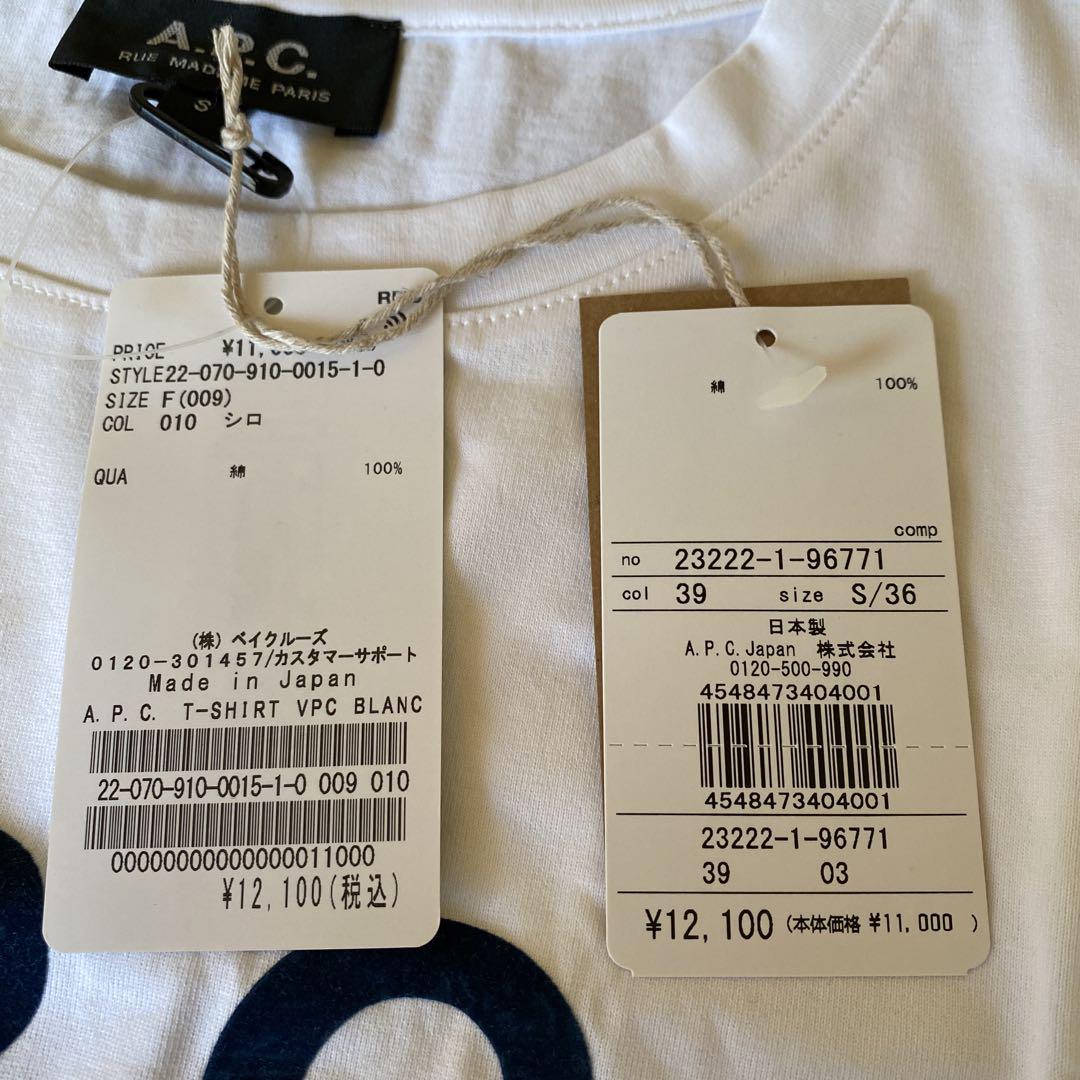 A.P.C.
RUE MADAME PARIS
S
PRICE
STYLE22-070-910-0015-1-0
SIZE F(009)
COL 010 シロ
QUA 綿 100%
(株) ベイクルーズ
0120-301457/カスタマーサポート
Made in Japan
A. P. C. T-SHIRT VPC BLANC
22-070-910-0015-1-0 009 010
00000000000000011000
¥12,100(税込)
綿 100%
comp
no 23222-1-96771
col 39 size S/36
日本製
A.P.C.Japan 株式会社
0120-500-990
4548473404001
4548473404001
23222-1-96771
39 03
¥12,100 (本体価格 ¥11,000 )